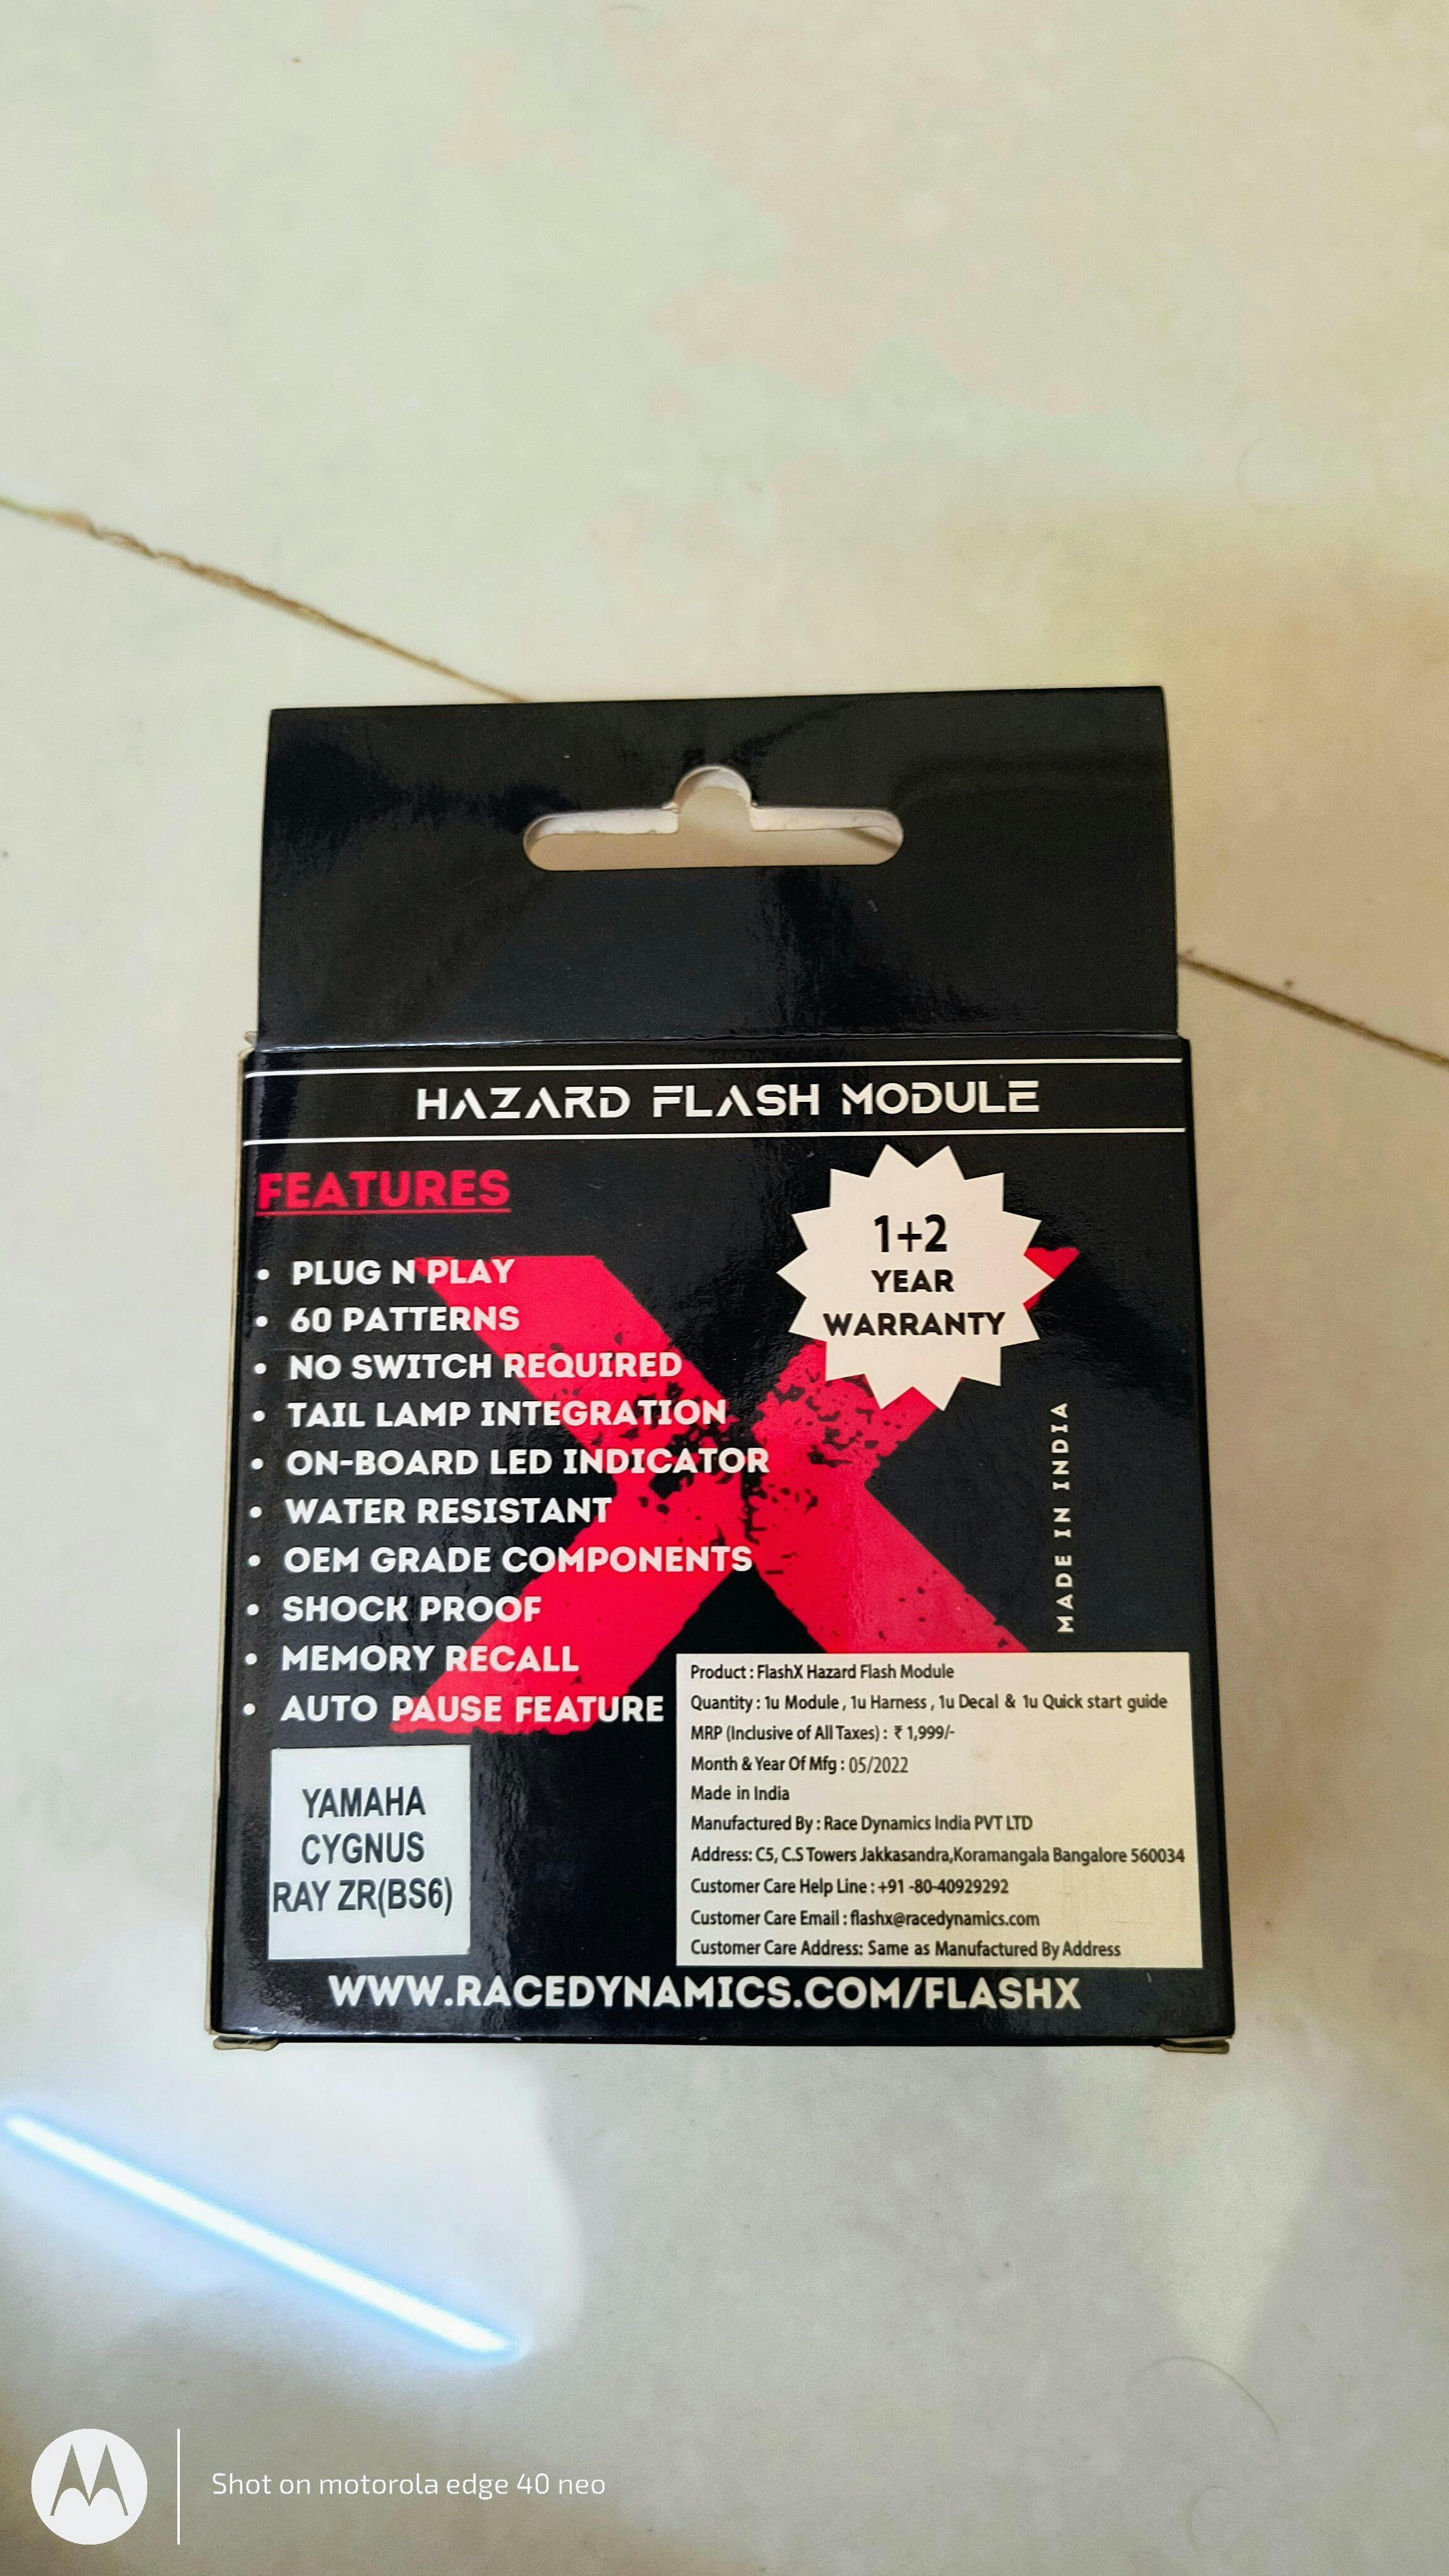 HAZARD FLASH MODULE
FEATURES
• PLUG N PLAY
• 60 PATTERNS
• NO SWITCH REQUIRED
• TAIL LAMP INTEGRATION
• ON-BOARD LED INDICATOR
• WATER RESISTANT
• OEM GRADE COMPONENTS
• SHOCK PROOF
• MEMORY RECALL
• AUTO PAUSE FEATURE
1+2
YEAR
WARRANTY
MADE IN INDIA
Product : FlashX Hazard Flash Module
Quantity : 1u Module , 1u Harness , 1u Decal & 1u Quick start guide
MRP (Inclusive of All Taxes) : ₹ 1,999/-
Month & Year Of Mfg : 05/2022
Made in India
Manufactured By : Race Dynamics India PVT LTD
Address: C5, C.S Towers Jakkasandra,Koramangala Bangalore 560034
Customer Care Help Line : +91 -80-40929292
Customer Care Email : flashx@racedynamics.com
Customer Care Address: Same as Manufactured By Address
YAMAHA
CYGNUS
RAY ZR(BS6)
WWW.RACEDYNAMICS.COM/FLASHX
Shot on motorola edge 40 neo